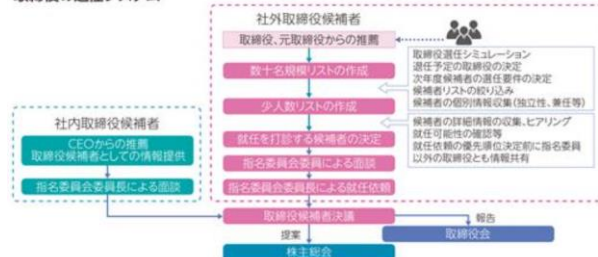 取締役の選任システム
社外取締役候補者
取締役、元取締役からの推薦
数十名規模リストの作成
少人数リストの作成
就任を打診する候補者の決定
指名委員会委員による面談
指名委員会委員長による就任依頼
取締役選任シミュレーション
選任予定の取締役の決定
次年度候補者の選任要件の決定
候補者リストの絞り込み
候補者の個別情報収集(独立性、兼任等)
候補者の詳細情報の収集、ヒアリング
就任可能性の確認等
就任依頼の優先順位決定前に指名委員
以外の取締役とも情報共有
社内取締役候補者
CEOからの推薦
取締役候補者としての情報提供
指名委員会委員長による面談
取締役候補者決議
報告
取締役会
提案
株主総会